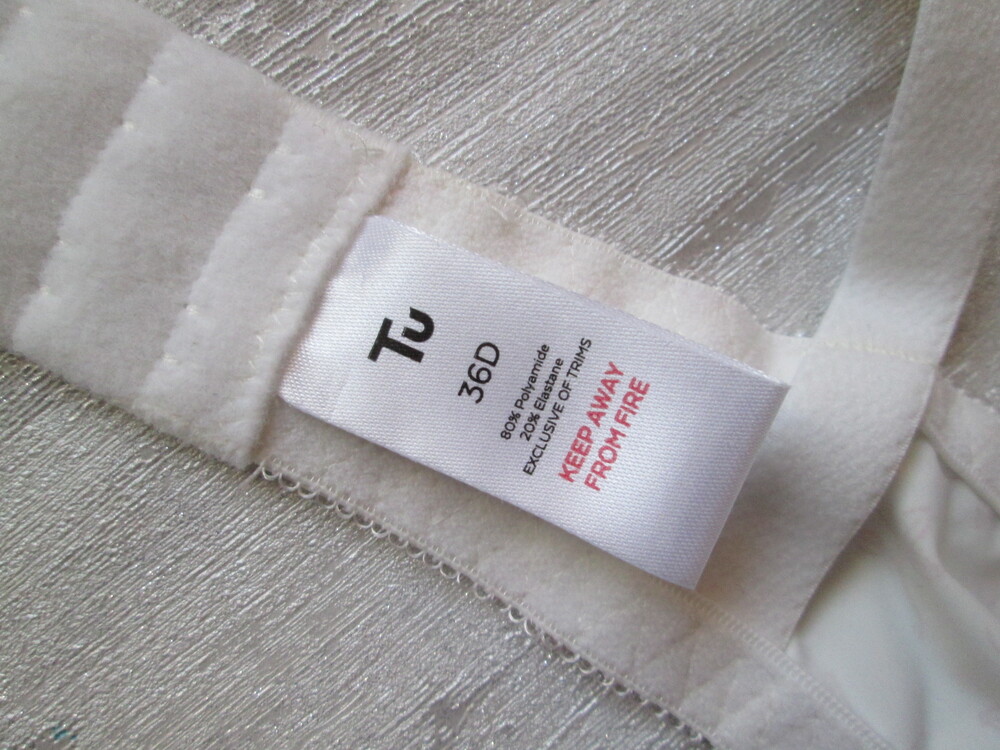 Tu
36D
80% Polyamide
20% Elastane
EXCLUSIVE OF TRIMS
KEEP AWAY
FROM FIRE